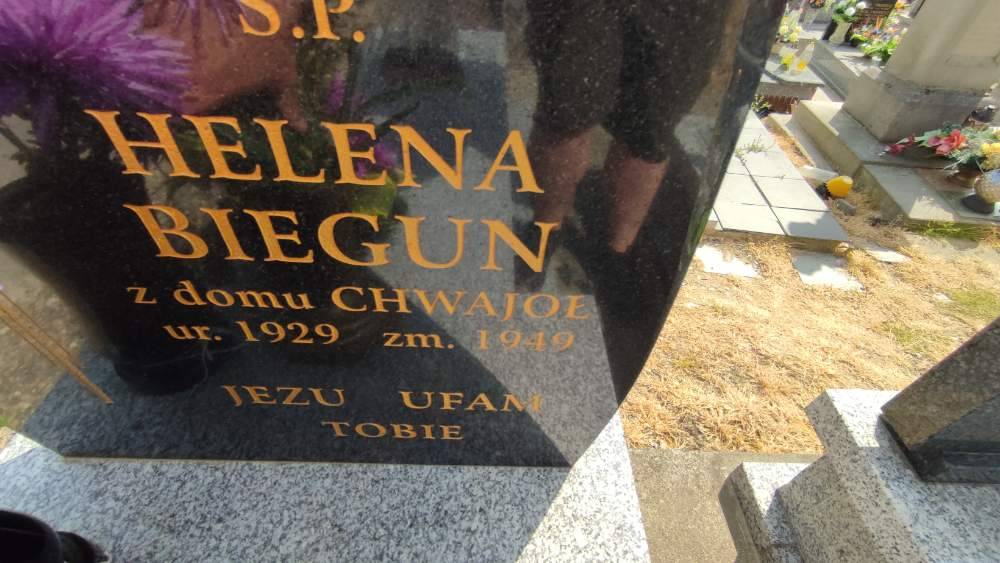 Ś.P.
HELENA
BIEGUN
z domu CHWAJOŁ
ur. 1929 zm. 1949
JEZU UFAM
TOBIE